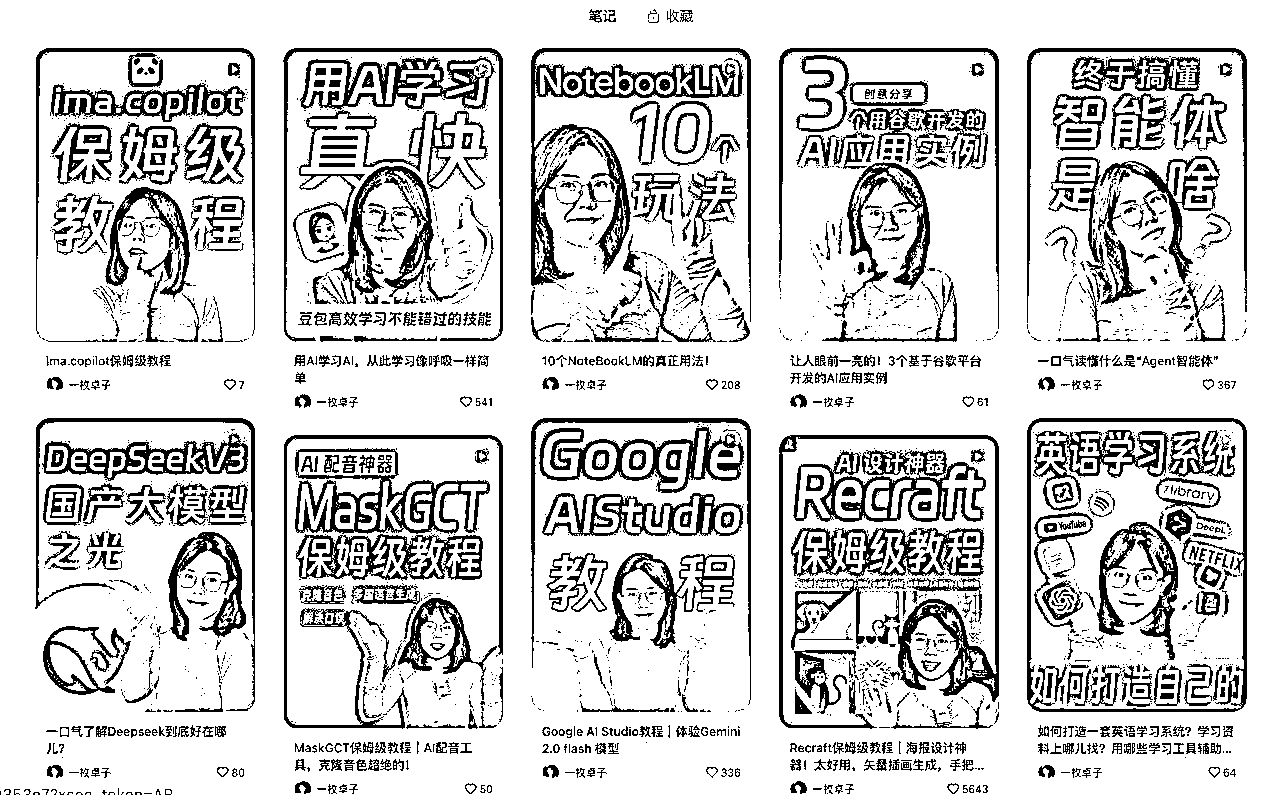 笔记 收藏
ima.copilot
保姆级
教程
ima.copilot保姆级教程
一枚卓子 7
用AI学习
真快
豆包高效学习不能错过的技能
用AI学习AI，从此学习像呼吸一样简
单
一枚卓子 541
NotebookLM
10个
玩法
10个NoteBookLM的真正用法！
一枚卓子 208
3
创意分享
个用谷歌开发的
AI应用实例
让人眼前一亮的！3个基于谷歌平台
开发的AI应用实例
一枚卓子 61
终于搞懂
智能体
是啥
一口气读懂什么是“Agent智能体”
一枚卓子 367
DeepSeekV3
国产大模型
之光
一口气了解Deepseek到底好在哪
儿？
一枚卓子 80
AI 配音神器
MaskGCT
保姆级教程
克隆音色 多国语言生成
MaskGCT保姆级教程｜AI配音工
具，克隆音色超绝的！
一枚卓子 50
Google
AIStudio
教程
Google AI Studio教程｜体验Gemini
2.0 flash 模型
一枚卓子 336
AI 设计神器
Recraft
保姆级教程
Recraft保姆级教程｜海报设计神
器！太好用，矢量插画生成，手把...
一枚卓子 5643
英语学习系统
Z library
YouTube
DeepL
NETFLIX
如何打造自己的
如何打造一套英语学习系统？学习资
料上哪儿找？用哪些学习工具辅助...
一枚卓子 64